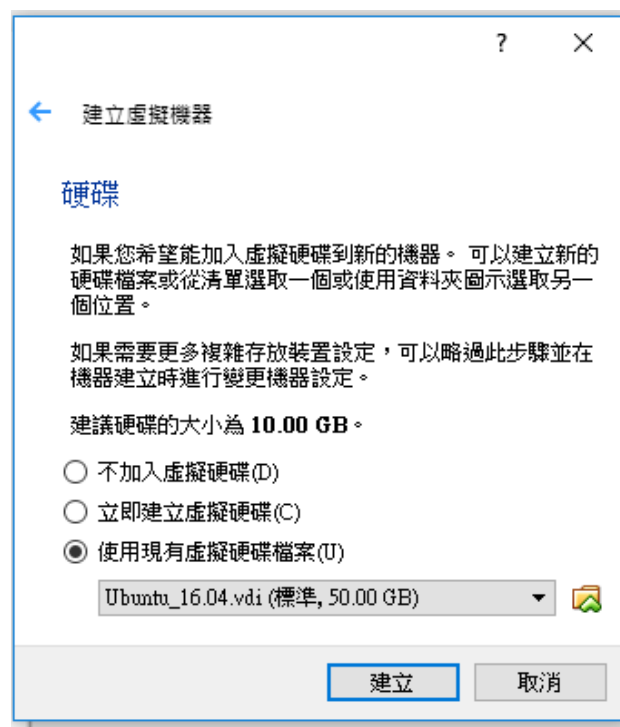 ?
建立虛擬機器
硬碟
如果您希望能加入虛擬硬碟到新的機器。 可以建立新的
硬碟檔案或從清單選取一個或使用資料夾圖示選取另一
個位置。
如果需要更多複雜存放裝置設定，可以略過此步驟並在
機器建立時進行變更機器設定。
建議硬碟的大小為 10.00 GB。
不加入虛擬硬碟(D)
立即建立虛擬硬碟(C)
使用現有虛擬硬碟檔案(U)
Ubuntu_16.04.vdi (標準, 50.00 GB)
建立
取消